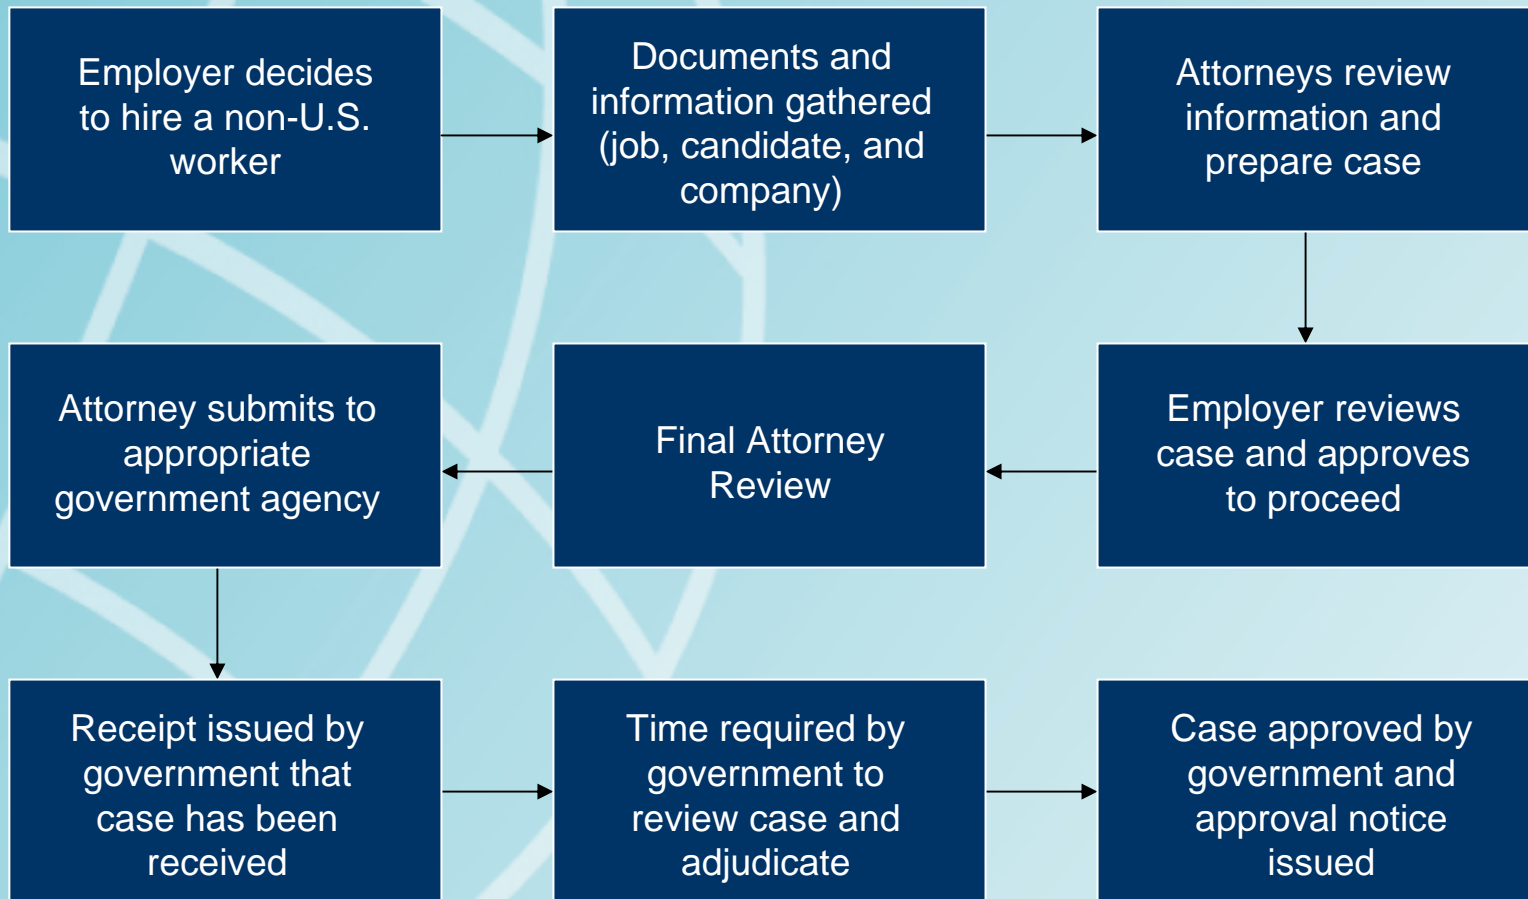 Employer decides
to hire a non-U.S.
worker
Documents and
information gathered
(job, candidate, and
company)
Attorneys review
information and
prepare case
Employer reviews
case and approves
to proceed
Final Attorney
Review
Attorney submits to
appropriate
government agency
Receipt issued by
government that
case has been
received
Time required by
government to
review case and
adjudicate
Case approved by
government and
approval notice
issued